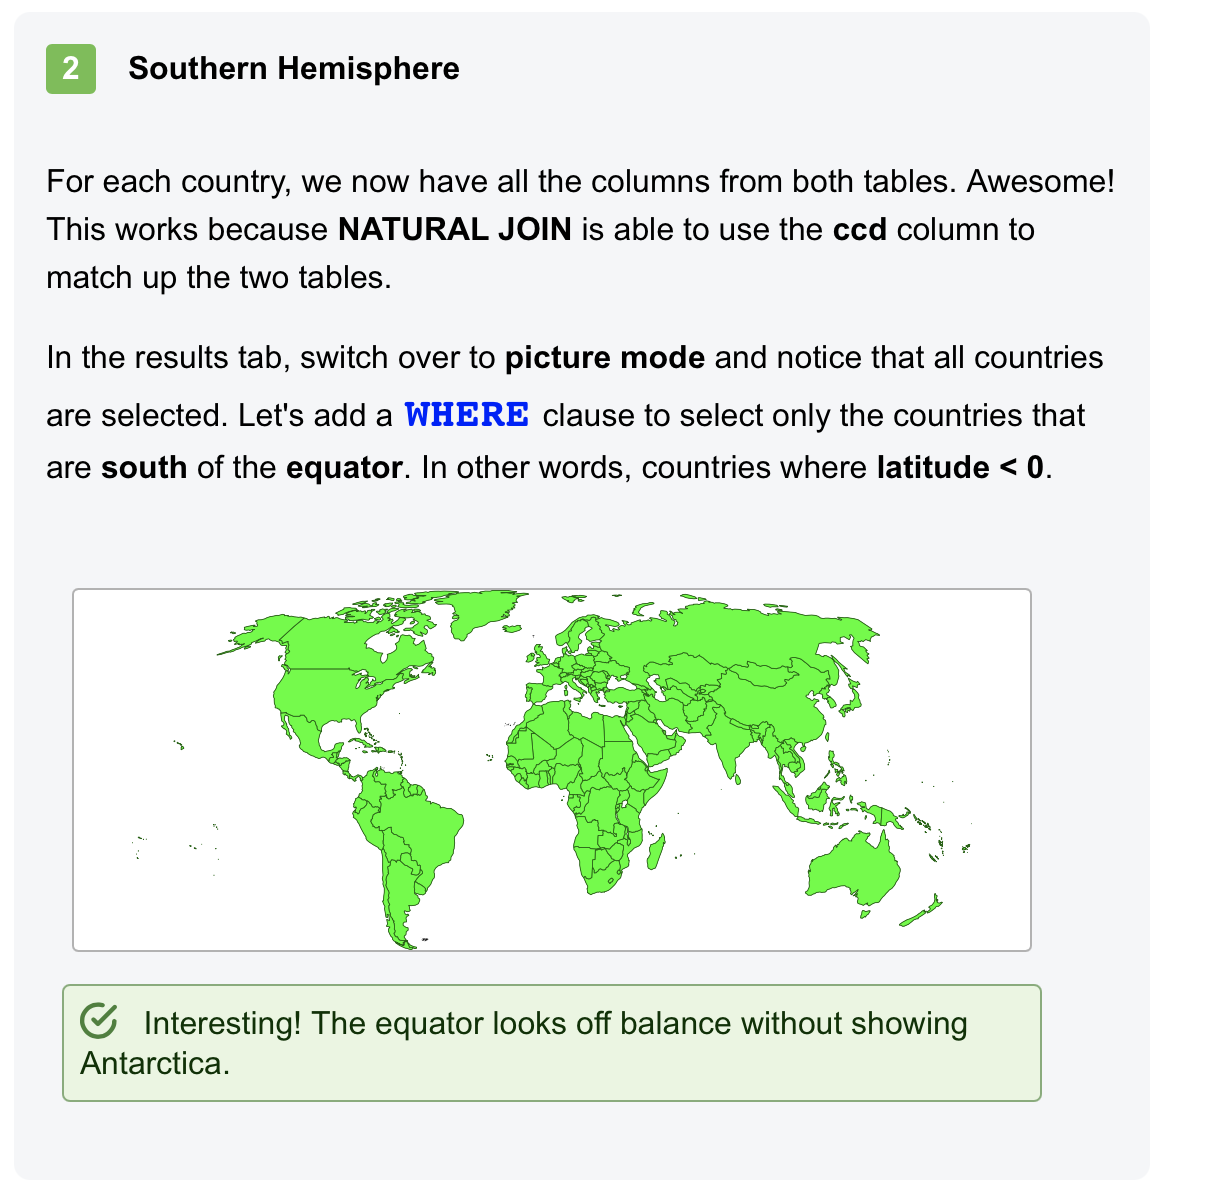 2 Southern Hemisphere
For each country, we now have all the columns from both tables. Awesome!
This works because NATURAL JOIN is able to use the ccd column to
match up the two tables.
In the results tab, switch over to picture mode and notice that all countries
are selected. Let's add a WHERE clause to select only the countries that
are south of the equator. In other words, countries where latitude < 0.
Interesting! The equator looks off balance without showing
Antarctica.